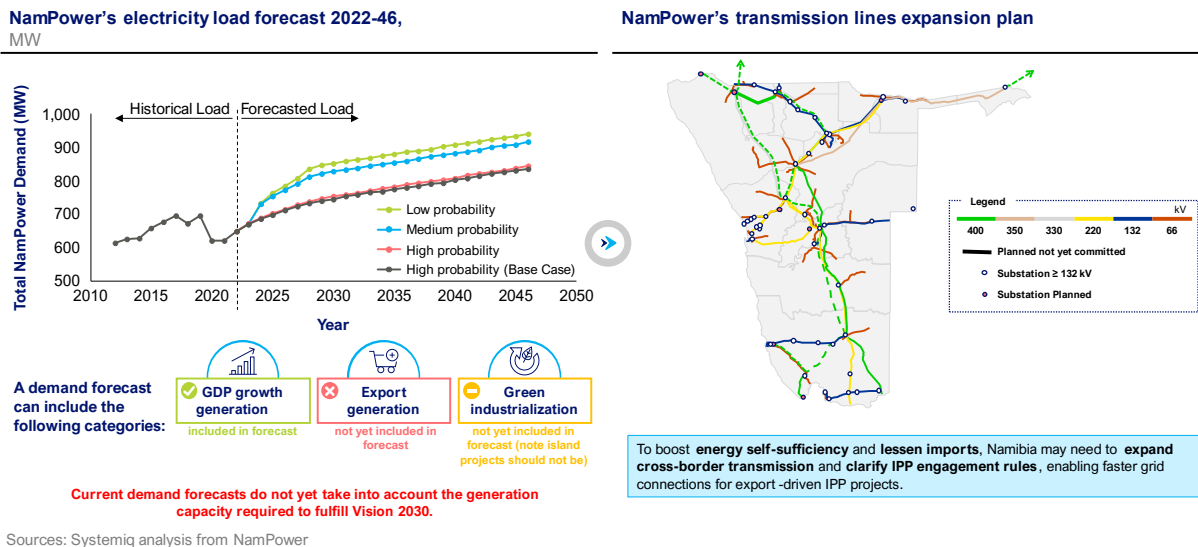 NamPower's electricity load forecast 2022-46,
MW
Total NamPower Demand (MW)
1,000
900
800
700
600
500
Historical Load
Forecasted Load
Low probability
Medium probability
High probability
High probability (Base Case)
2010
2015
2020
2025
2030
2035
2040
2045
2050
Year
A demand forecast
can include the
following categories:
GDP growth
generation
included in forecast
Export
generation
not yet included in
forecast
Green
industrialization
not yet included in
forecast (note island
projects should not be)
Current demand forecasts do not yet take into account the generation
capacity required to fulfill Vision 2030.
Sources: Systemiq analysis from NamPower
NamPower's transmission lines expansion plan
Legend
kV
400
350
330
220
132
66
Planned not yet committed
Substation ≥ 132 kV
Substation Planned
To boost energy self-sufficiency and lessen imports, Namibia may need to expand
cross-border transmission and clarify IPP engagement rules, enabling faster grid
connections for export -driven IPP projects.